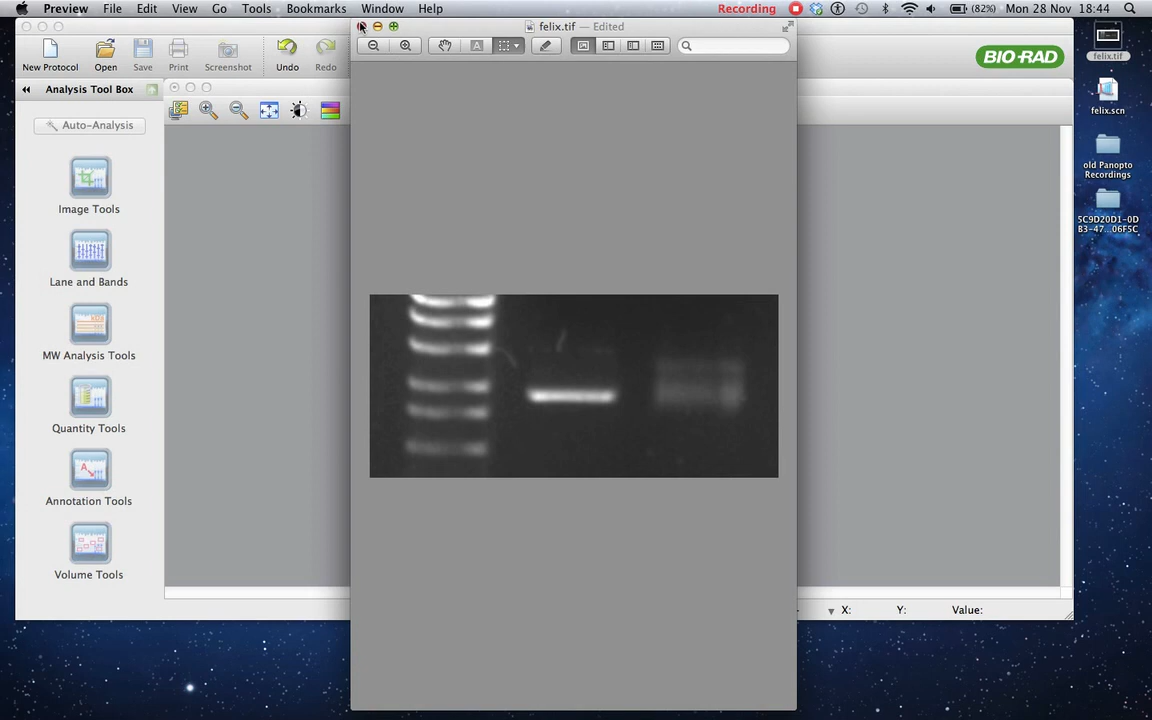 Preview File Edit View Go Tools Bookmarks Window Help
Recording (82%) Mon 28 Nov 18:44
felix.tif — Edited
New Protocol Open Save Print Screenshot Undo Redo
BIO-RAD
Analysis Tool Box
Auto-Analysis
Image Tools
Lane and Bands
MW Analysis Tools
Quantity Tools
Annotation Tools
Volume Tools
X: Y: Value:
felix.tif
felix.scn
old Panopto
Recordings
5C9D20D1-0D
B3-47...06F5C